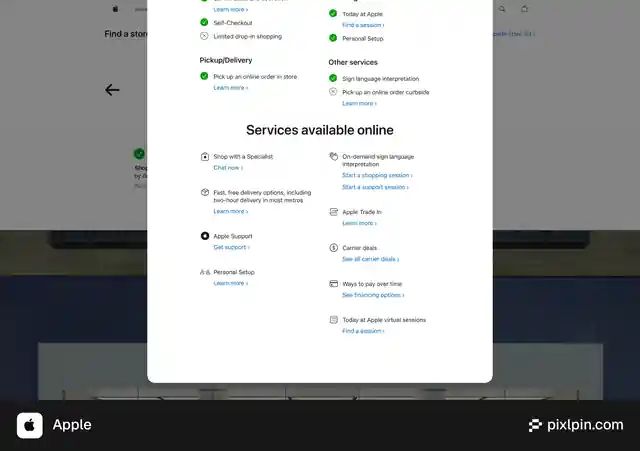 Find a store
Learn more ›
Self-Checkout
Limited drop-in shopping
Pickup/Delivery
Pick up an online order in store
Learn more ›
Today at Apple
Find a session ›
Personal Setup
Other services
Sign language interpretation
Pick up an online order curbside
Learn more ›
Services available online
Shop with a Specialist
Chat now ›
Fast, free delivery options, including
two-hour delivery in most metros
Learn more ›
Apple Support
Get support ›
Personal Setup
Learn more ›
On-demand sign language
interpretation
Start a shopping session ›
Start a support session ›
Apple Trade In
Learn more ›
Carrier deals
See all carrier deals ›
Ways to pay over time
See financing options ›
Today at Apple virtual sessions
Find a session ›
Apple
pixlpin.com